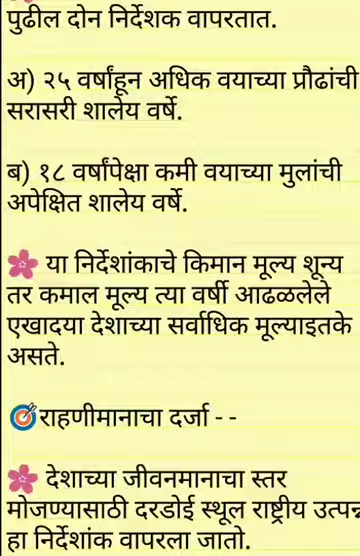 पुढील दोन निर्देशक वापरतात.
अ) २५ वर्षांहून अधिक वयाच्या प्रौढांची
सरासरी शालेय वर्षे.
ब) १८ वर्षांपेक्षा कमी वयाच्या मुलांची
अपेक्षित शालेय वर्षे.
🌸 या निर्देशांकाचे किमान मूल्य शून्य
तर कमाल मूल्य त्या वर्षी आढळलेले
एखादया देशाच्या सर्वाधिक मूल्याइतके
असते.
🎯राहणीमानाचा दर्जा - -
🌸 देशाच्या जीवनमानाचा स्तर
मोजण्यासाठी दरडोई स्थूल राष्ट्रीय उत्पन्न
हा निर्देशांक वापरला जातो.